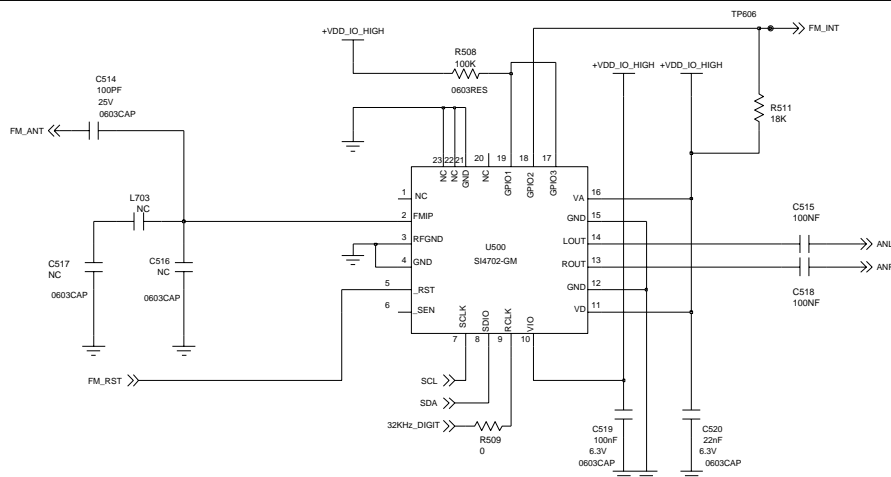 TP606
FM_INT
+VDD_IO_HIGH
R508
100K
0603RES
+VDD_IO_HIGH
+VDD_IO_HIGH
R511
18K
C514
100PF
25V
0603CAP
FM_ANT
23
22
21
20
19
18
17
NC
NC
GND
NC
GPIO1
GPIO2
GPIO3
L703
NC
1
NC
2
FMIP
3
RFGND
4
GND
5
_RST
6
_SEN
U500
SI4702-GM
VA
16
GND
15
LOUT
14
ROUT
13
GND
12
VD
11
C515
100NF
ANL
ANR
C518
100NF
C517
NC
0603CAP
C516
NC
0603CAP
SCLK
SDIO
RCLK
VIO
7
8
9
10
FM_RST
SCL
SDA
32KHz_DIGIT
R509
0
C519
100nF
6.3V
0603CAP
C520
22nF
6.3V
0603CAP